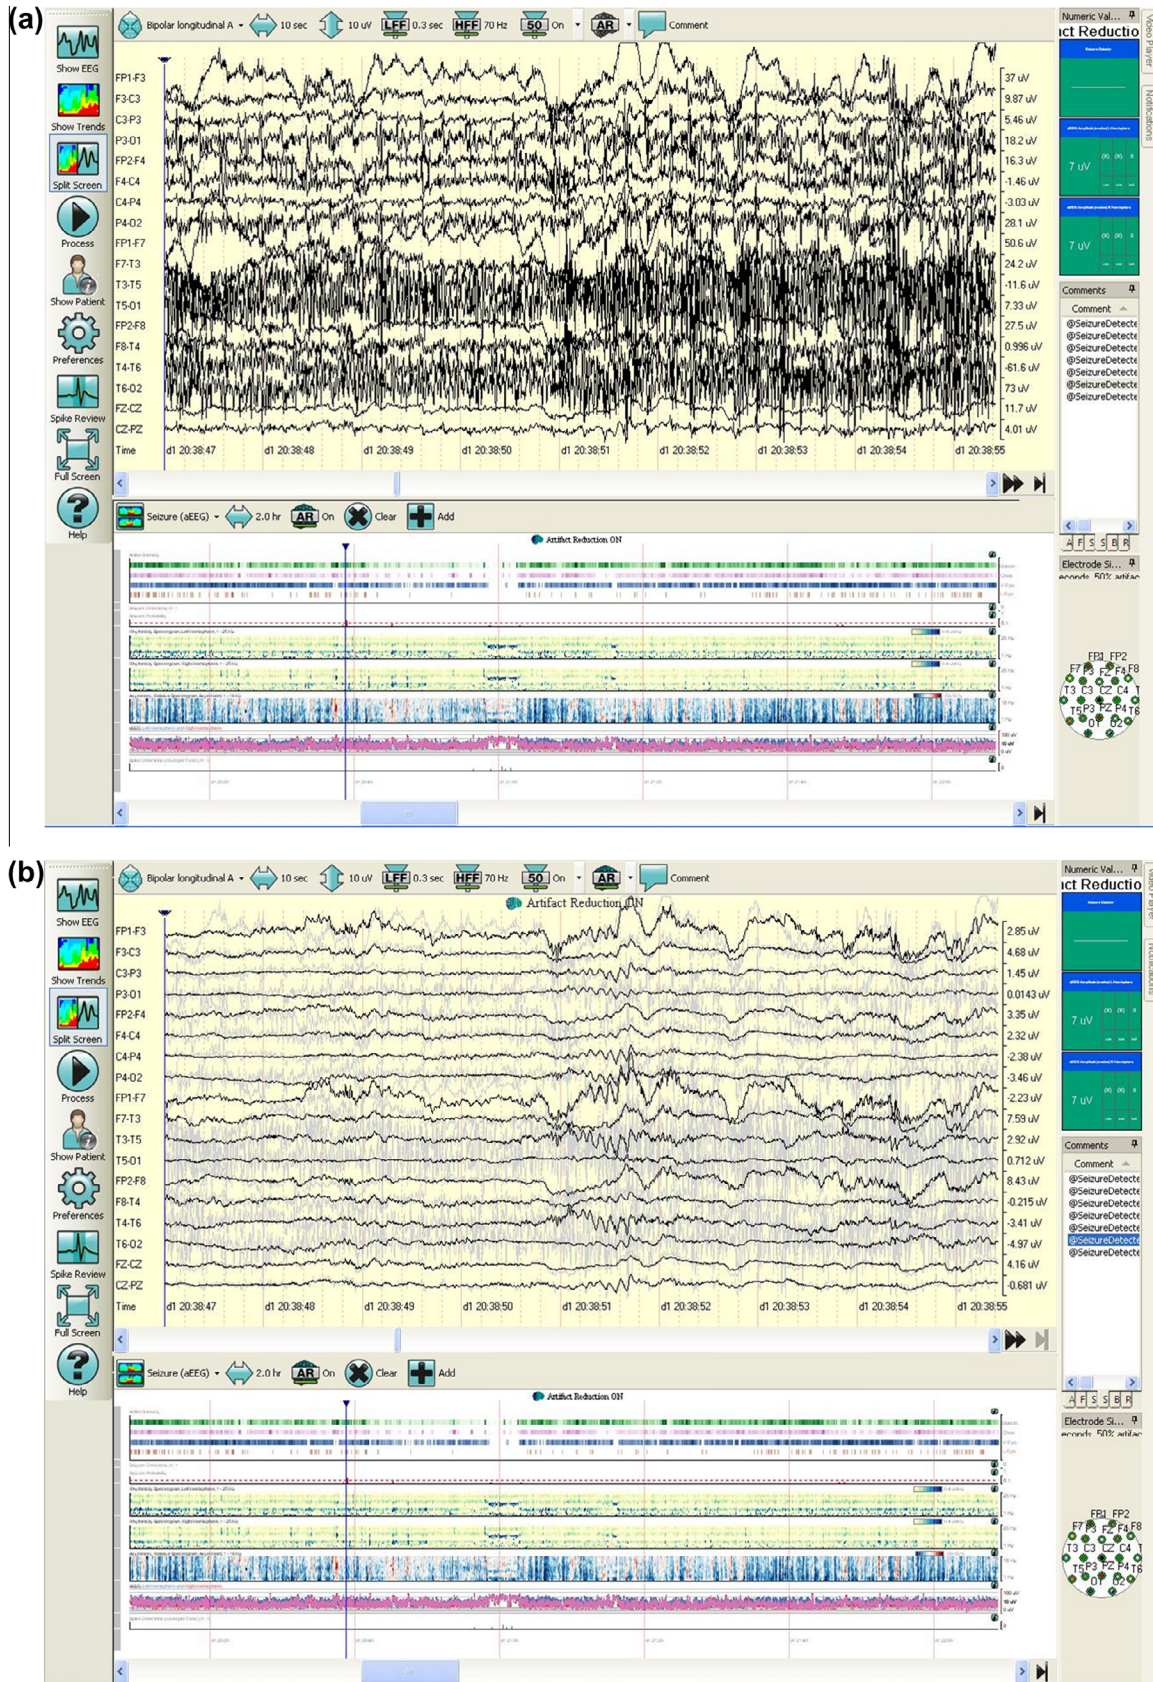 (a)
Bipolar longitudinal A 10 sec 10 uV LFF 0.3 sec HFF 70 Hz 50 On AR Comment
Show EEG
Show Trends
Split Screen
Process
Show Patient
Preferences
Spike Review
Full Screen
Help
FP1-F3 37 uV
F3-C3 9.87 uV
C3-P3 5.46 uV
P3-O1 18.2 uV
FP2-F4 16.3 uV
F4-C4 -1.46 uV
C4-P4 -3.03 uV
P4-O2 28.1 uV
FP1-F7 50.6 uV
F7-T3 24.2 uV
T3-T5 -11.6 uV
T5-O1 7.33 uV
FP2-F8 27.5 uV
F8-T4 0.996 uV
T4-T6 -61.6 uV
T6-O2 73 uV
FZ-CZ 11.7 uV
CZ-PZ 4.01 uV
Time d1 20:38:47 d1 20:38:48 d1 20:38:49 d1 20:38:50 d1 20:38:51 d1 20:38:52 d1 20:38:53 d1 20:38:54 d1 20:38:55
Seizure (aEEG) 2.0 hr AR On Clear Add
Artifact Reduction ON
Numeric Val...
ict Reductio
Seizure Detector
7 uV
7 uV
Video Player
Notifications
Comments
Comment
@SeizureDetecte
@SeizureDetecte
@SeizureDetecte
@SeizureDetecte
@SeizureDetecte
@SeizureDetecte
@SeizureDetecte
A F S S B R
Electrode Si...
econds, 50% artifac
FP1 FP2
F7 F3 FZ F4 F8
T3 C3 CZ C4 T
T5 P3 PZ P4 T6
O1 O2
(b)
Bipolar longitudinal A 10 sec 10 uV LFF 0.3 sec HFF 70 Hz 50 On AR Comment
Artifact Reduction ON
Show EEG
Show Trends
Split Screen
Process
Show Patient
Preferences
Spike Review
Full Screen
Help
FP1-F3 2.85 uV
F3-C3 4.68 uV
C3-P3 1.45 uV
P3-O1 0.0143 uV
FP2-F4 3.35 uV
F4-C4 2.32 uV
C4-P4 -2.38 uV
P4-O2 -3.46 uV
FP1-F7 -2.23 uV
F7-T3 7.59 uV
T3-T5 2.92 uV
T5-O1 0.712 uV
FP2-F8 8.43 uV
F8-T4 -0.215 uV
T4-T6 -3.41 uV
T6-O2 -4.97 uV
FZ-CZ 4.16 uV
CZ-PZ -0.681 uV
Time d1 20:38:47 d1 20:38:48 d1 20:38:49 d1 20:38:50 d1 20:38:51 d1 20:38:52 d1 20:38:53 d1 20:38:54 d1 20:38:55
Seizure (aEEG) 2.0 hr AR On Clear Add
Artifact Reduction ON
Numeric Val...
ict Reductio
Seizure Detector
7 uV
7 uV
Comments
Comment
@SeizureDetecte
@SeizureDetecte
@SeizureDetecte
@SeizureDetecte
@SeizureDetecte
@SeizureDetecte
@SeizureDetecte
A F S S B R
Electrode Si...
econds, 50% artifac
FP1 FP2
F7 F3 FZ F4 F8
T3 C3 CZ C4 T
T5 P3 PZ P4 T6
O1 O2